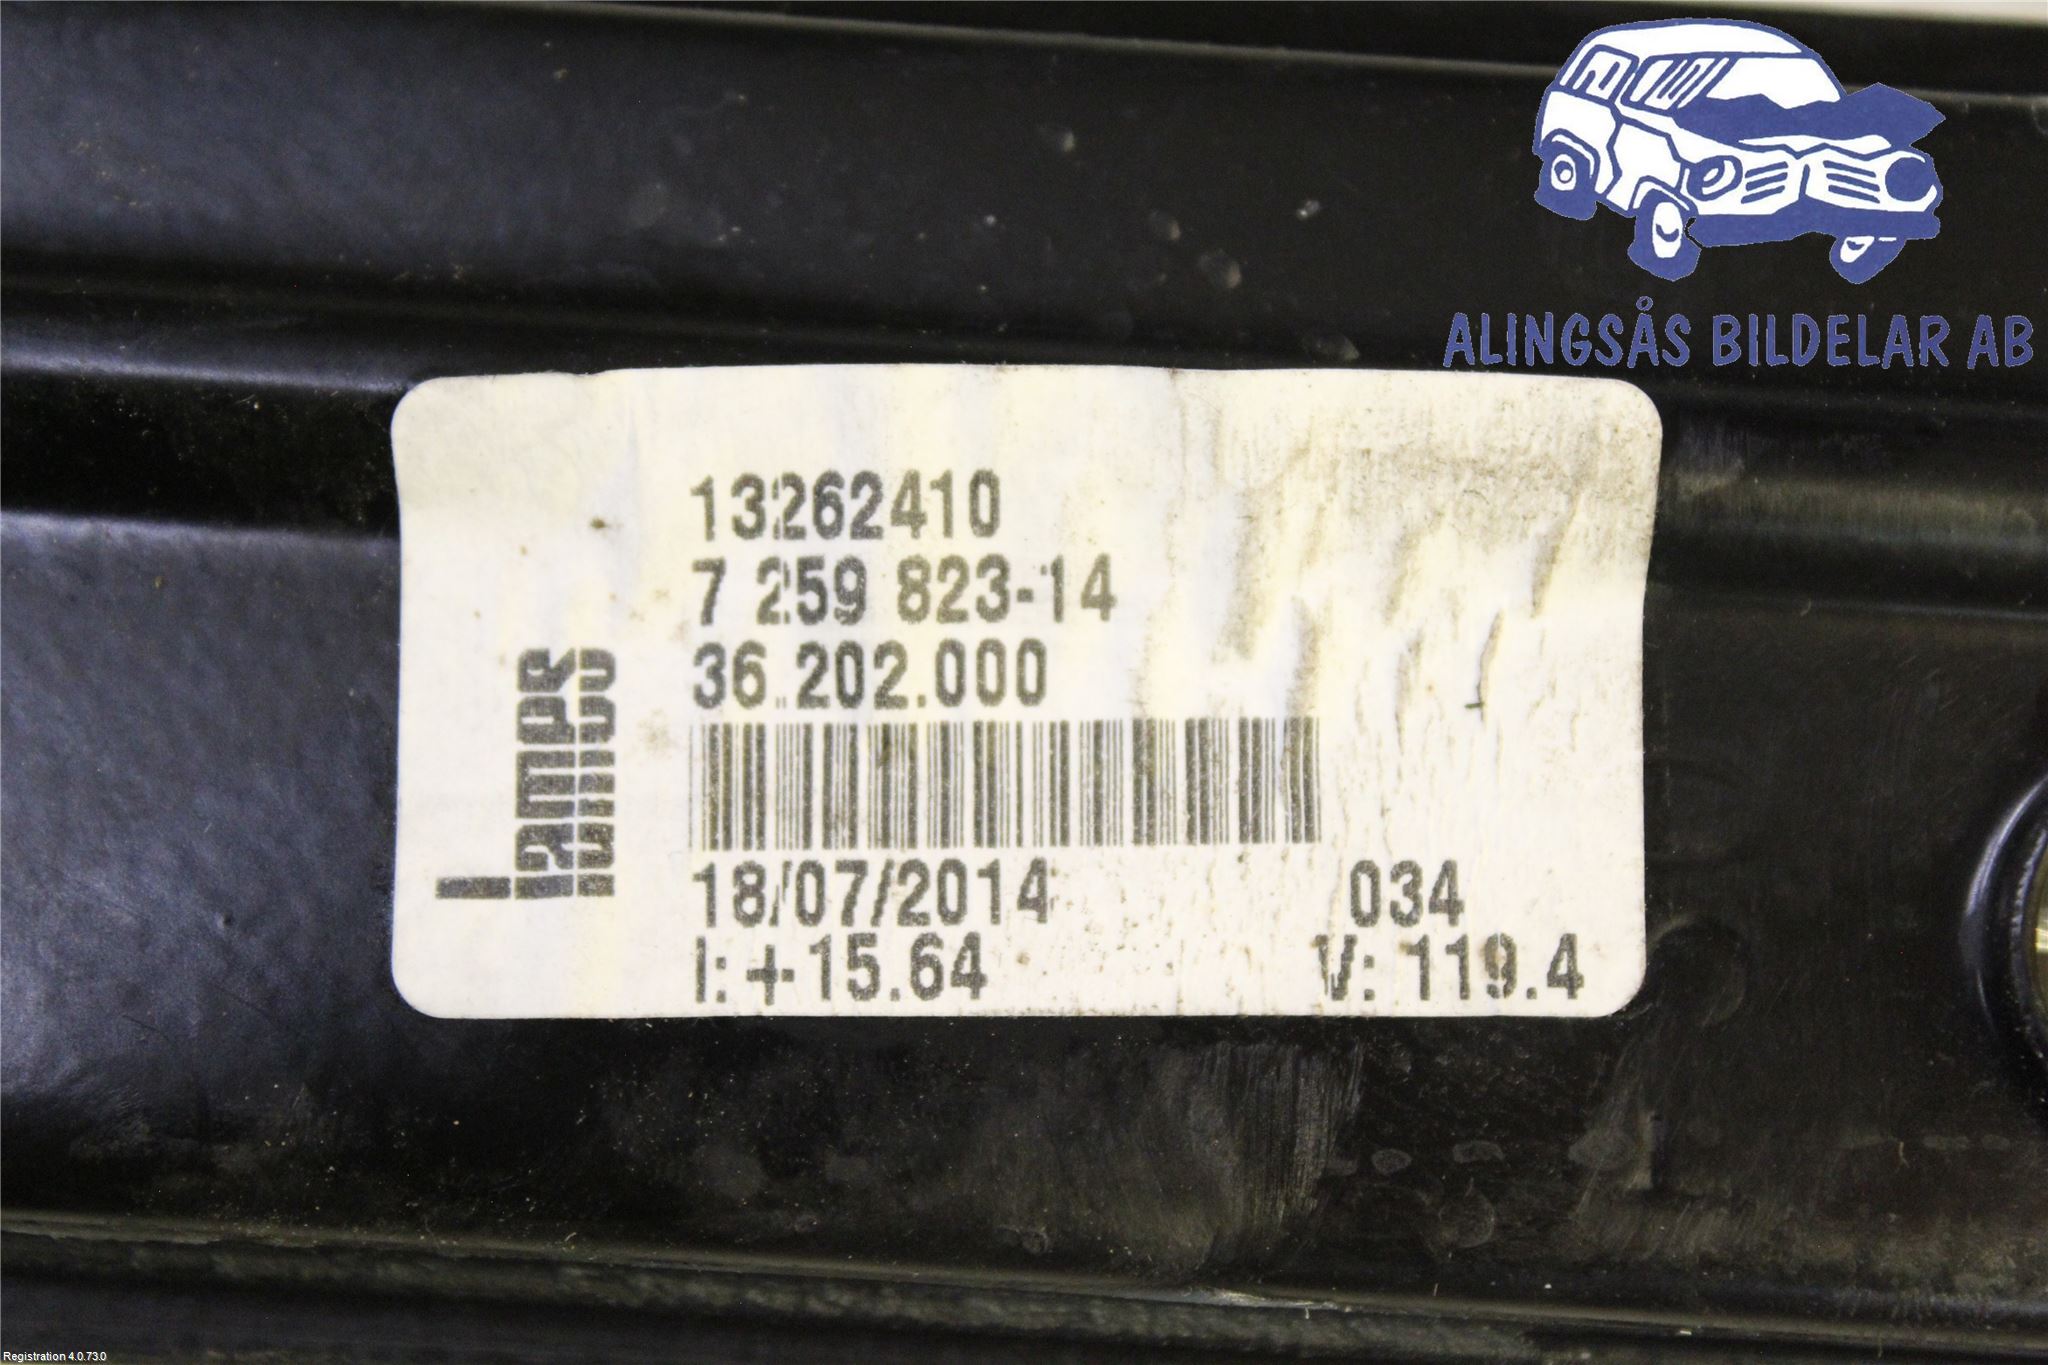 ALINGSÅS BILDELAR AB
13262410
7 259 823-14
36.202.000
Lames
18/07/2014 034
I: +15.64 V: 119.4
Registration 4.0.73.0